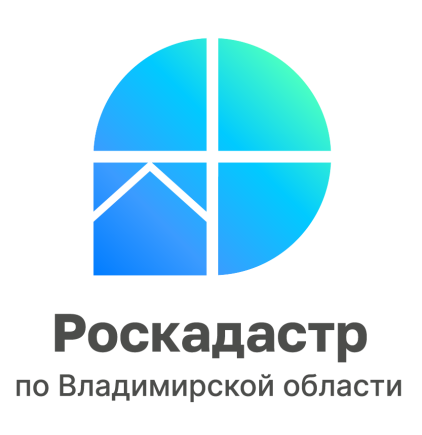 Роскадастр
по Владимирской области